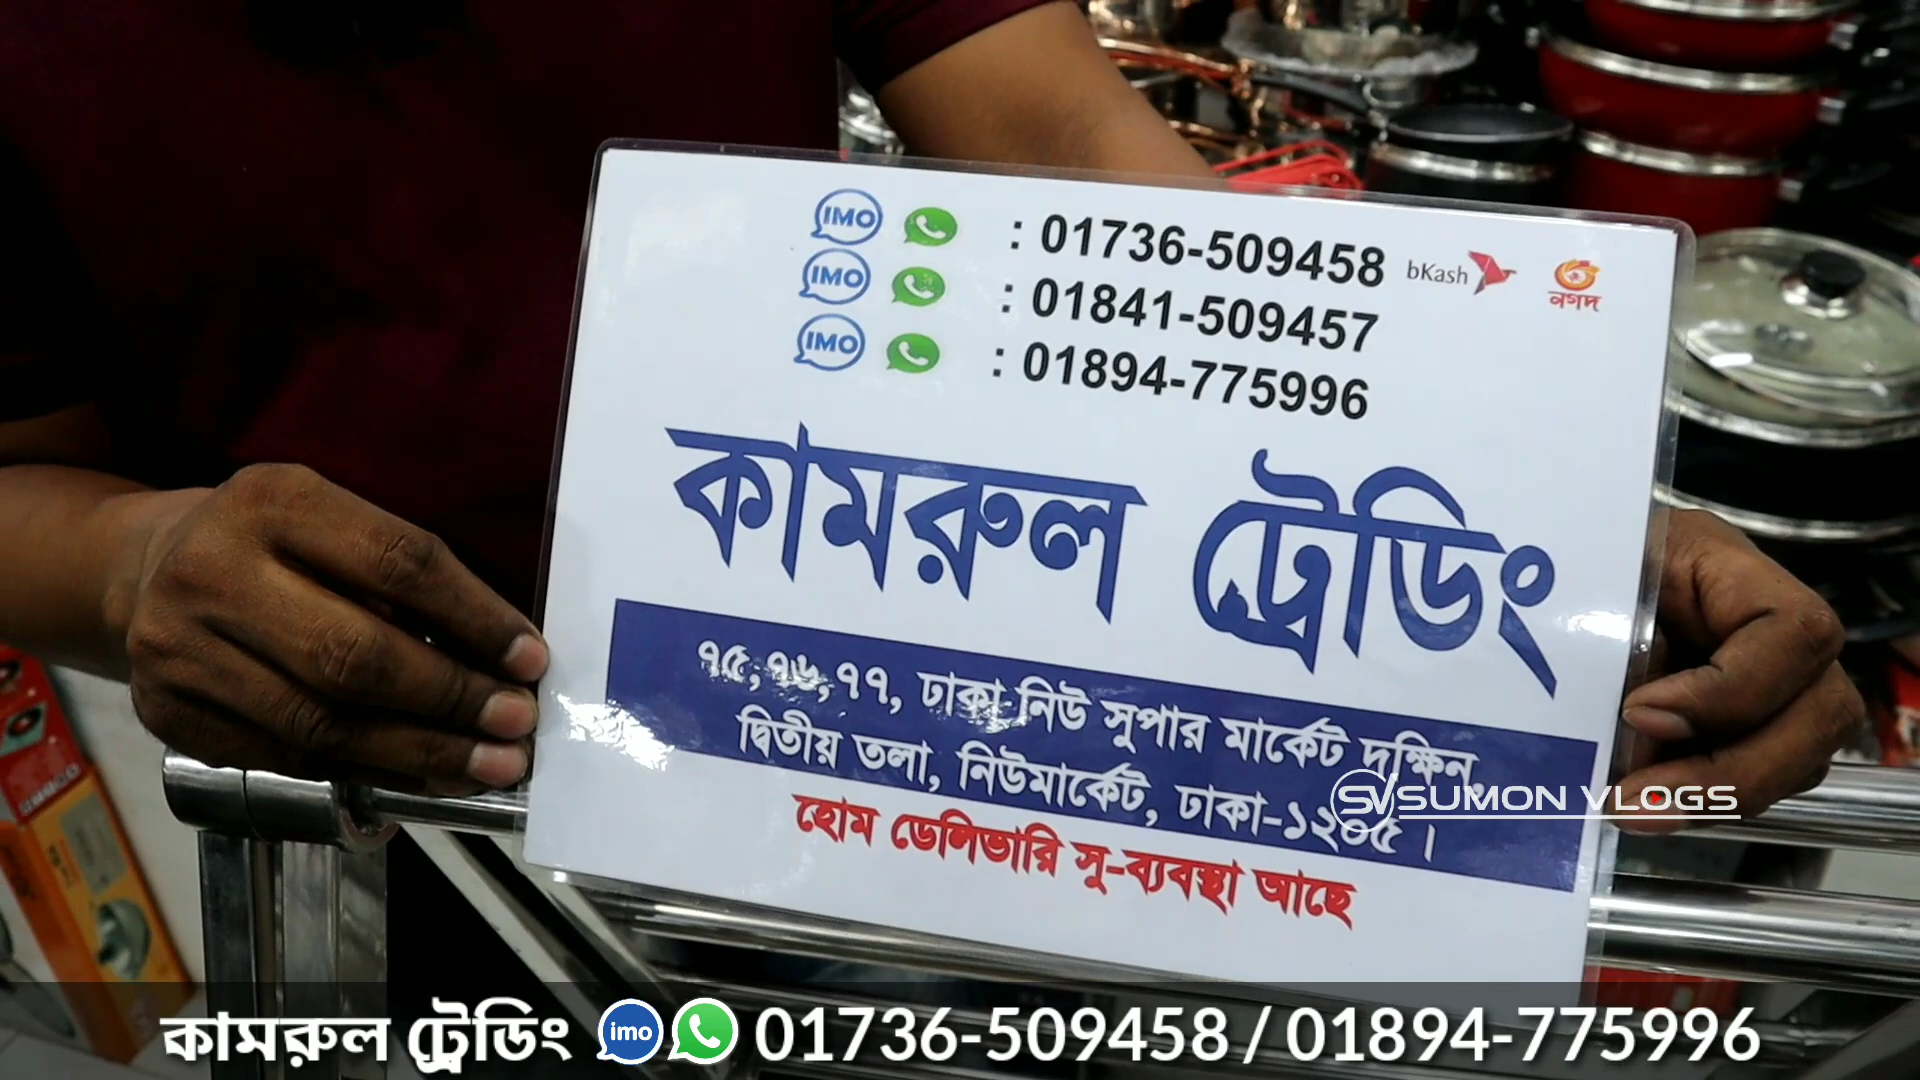 IMO : 01736-509458 bKash নগদ
IMO : 01841-509457
IMO : 01894-775996
কামরুল ট্রেডিং
৭৫,৭৬,৭৭, ঢাকা নিউ সুপার মার্কেট দক্ষিন,
দ্বিতীয় তলা, নিউমার্কেট, ঢাকা-১২০৫।
SV SUMON VLOGS
হোম ডেলিভারি সু-ব্যবস্থা আছে
কামরুল ট্রেডিং imo 01736-509458 / 01894-775996